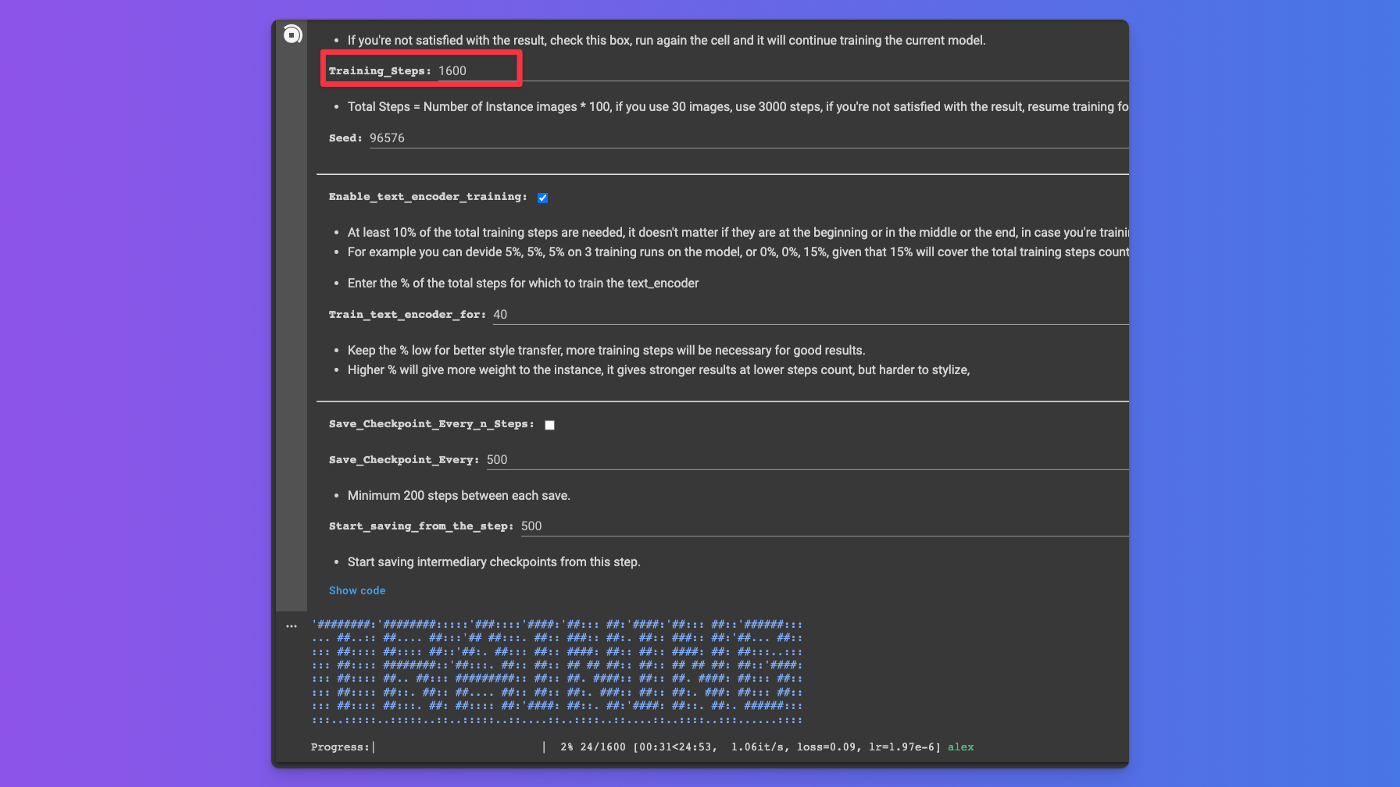 If you're not satisfied with the result, check this box, run again the cell and it will continue training the current model.
Training_Steps: 1600
Total Steps = Number of Instance images * 100, if you use 30 images, use 3000 steps, if you're not satisfied with the result, resume training fo
Seed: 96576
Enable_text_encoder_training:
At least 10% of the total training steps are needed, it doesn't matter if they are at the beginning or in the middle or the end, in case you're traini
For example you can devide 5%, 5%, 5% on 3 training runs on the model, or 0%, 0%, 15%, given that 15% will cover the total training steps count
Enter the % of the total steps for which to train the text_encoder
Train_text_encoder_for: 40
Keep the % low for better style transfer, more training steps will be necessary for good results.
Higher % will give more weight to the instance, it gives stronger results at lower steps count, but harder to stylize,
Save_Checkpoint_Every_n_Steps:
Save_Checkpoint_Every: 500
Minimum 200 steps between each save.
Start_saving_from_the_step: 500
Start saving intermediary checkpoints from this step.
Show code
'########:'########:::::'###::::'####:'##::: ##:'####:'##::: ##::'######:::
... ##..:: ##.... ##:::'## ##:::. ##:: ###:: ##:. ##:: ###:: ##:'##... ##::
::: ##:::: ##:::: ##::'##:. ##::: ##:: ####: ##:: ##:: ####: ##: ##:::..:::
::: ##:::: ########::'##:::. ##:: ##:: ## ## ##:: ##:: ## ## ##: ##::'####:
::: ##:::: ##.. ##::: #########:: ##:: ##. ####:: ##:: ##. ####: ##::: ##::
::: ##:::: ##::. ##:: ##.... ##:: ##:: ##:. ###:: ##:: ##:. ###: ##::: ##::
::: ##:::: ##:::. ##: ##:::: ##:'####: ##::. ##:'####: ##::. ##:. ######:::
:::..:::::..:::::..::..:::::..::....::..::::..::....::..::::..:::......::::
Progress:| | 2% 24/1600 [00:31<24:53, 1.06it/s, loss=0.09, lr=1.97e-6] alex